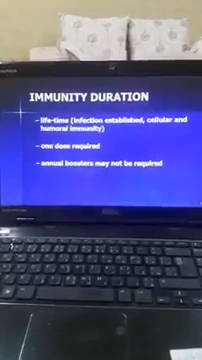 IMMUNITY DURATION
– life-time (infection established, cellular and
humoral immunity)
– one dose required
– annual boosters may not be required
DELL